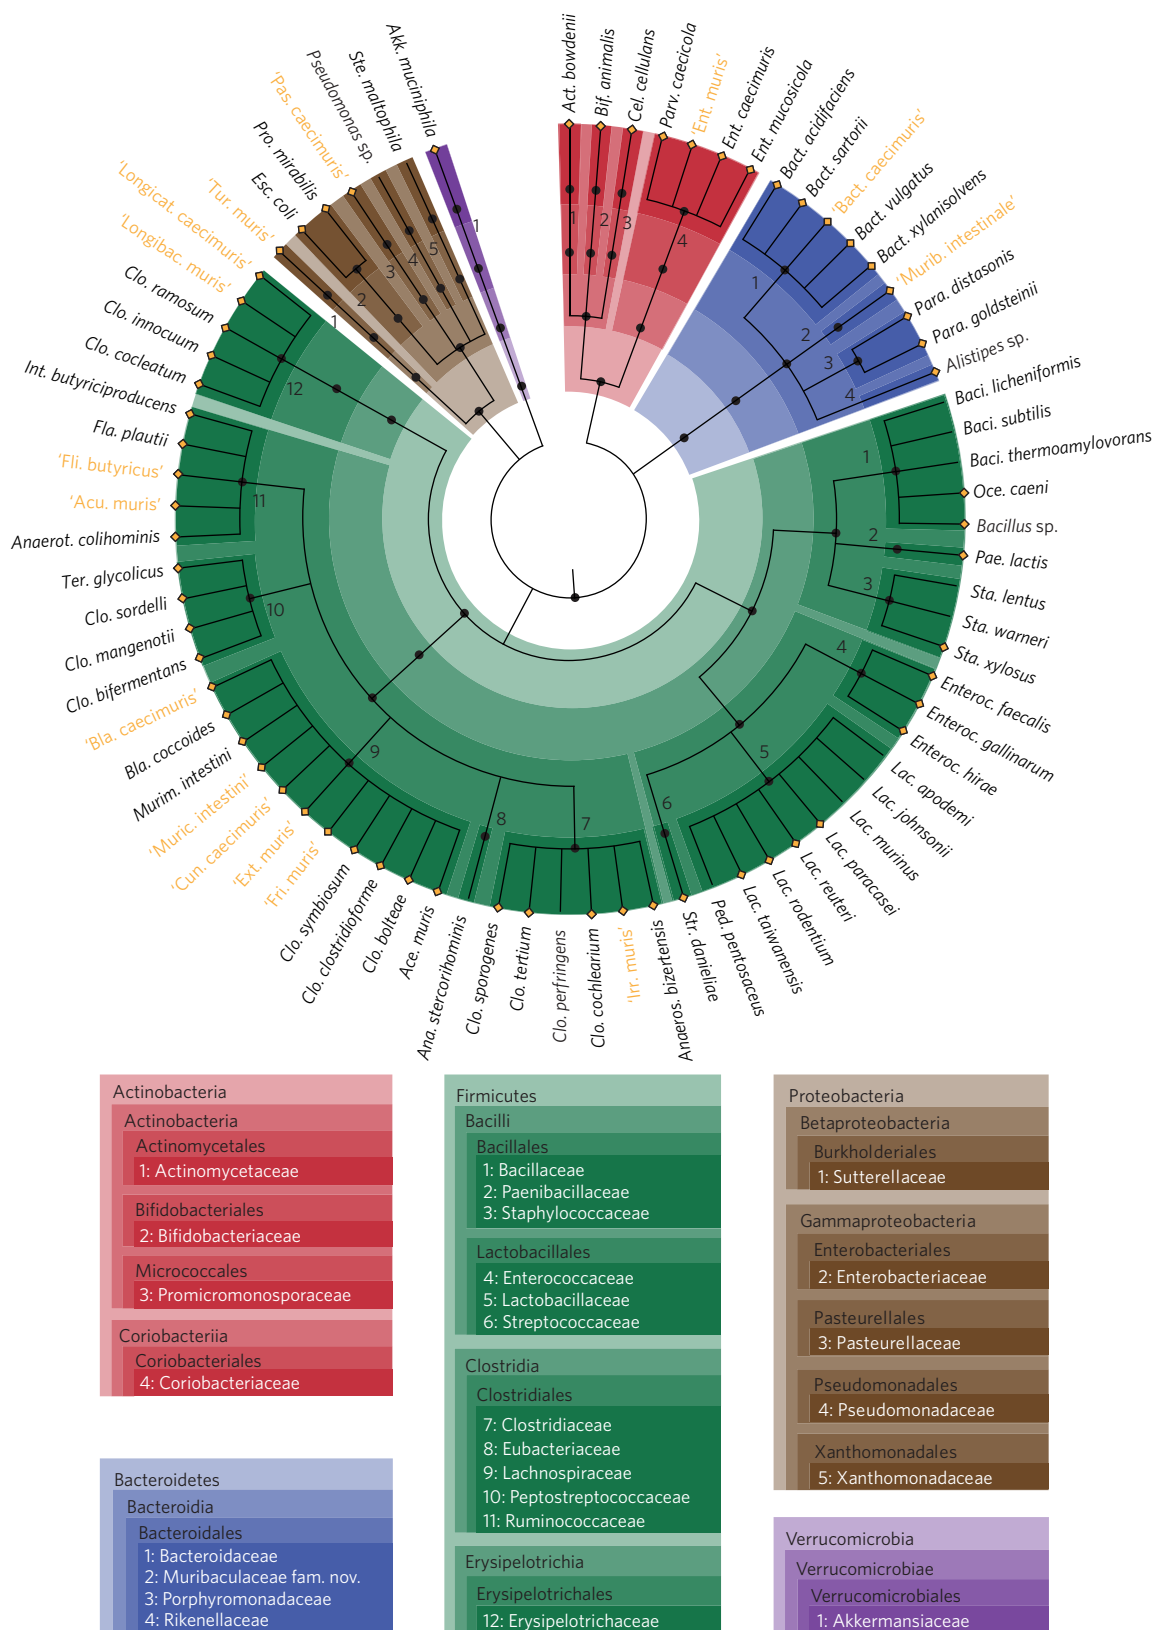 Act. bowdenii
Bif. animalis
Cel. cellulans
Parv. caecicola
‘Ent. muris’
Ent. caecimuris
Ent. mucosicola
Bact. acidifaciens
Bact. sartorii
‘Bact. caecimuris’
Bact. vulgatus
Bact. xylanisolvens
‘Murib. intestinale’
Para. distasonis
Para. goldsteinii
Alistipes sp.
Baci. licheniformis
Baci. subtilis
Baci. thermoamylovorans
Oce. caeni
Bacillus sp.
Pae. lactis
Sta. lentus
Sta. warneri
Sta. xylosus
Enteroc. faecalis
Enteroc. gallinarum
Enteroc. hirae
Lac. apodemi
Lac. johnsonii
Lac. murinus
Lac. paracasei
Lac. reuteri
Lac. rodentium
Lac. taiwanensis
Ped. pentosaceus
Str. danieliae
Anaeros. bizertensis
‘Irr. muris’
Clo. cochlearium
Clo. perfringens
Clo. tertium
Clo. sporogenes
Ana. stercorihominis
Ace. muris
Clo. bolteae
Clo. clostridioforme
Clo. symbiosum
‘Fri. muris’
‘Ext. muris’
‘Cun. caecimuris’
‘Muric. intestini’
Murim. intestini
Bla. coccoides
‘Bla. caecimuris’
Clo. bifermentans
Clo. mangenotii
Clo. sordelli
Ter. glycolicus
Anaerot. colihominis
‘Acu. muris’
‘Fli. butyricus’
Fla. plautii
Int. butyriciproducens
Clo. cocleatum
Clo. innocuum
Clo. ramosum
‘Longibac. muris’
‘Longicat. caecimuris’
‘Tur. muris’
Esc. coli
Pro. mirabilis
‘Pas. caecimuris’
Pseudomonas sp.
Ste. maltophila
Akk. muciniphila
1
2
3
4
1
2
3
4
1
2
3
4
5
6
7
8
9
10
11
12
1
2
3
4
5
1
Actinobacteria
Actinobacteria
Actinomycetales
1: Actinomycetaceae
Bifidobacteriales
2: Bifidobacteriaceae
Micrococcales
3: Promicromonosporaceae
Coriobacteriia
Coriobacteriales
4: Coriobacteriaceae
Bacteroidetes
Bacteroidia
Bacteroidales
1: Bacteroidaceae
2: Muribaculaceae fam. nov.
3: Porphyromonadaceae
4: Rikenellaceae
Firmicutes
Bacilli
Bacillales
1: Bacillaceae
2: Paenibacillaceae
3: Staphylococcaceae
Lactobacillales
4: Enterococcaceae
5: Lactobacillaceae
6: Streptococcaceae
Clostridia
Clostridiales
7: Clostridiaceae
8: Eubacteriaceae
9: Lachnospiraceae
10: Peptostreptococcaceae
11: Ruminococcaceae
Erysipelotrichia
Erysipelotrichales
12: Erysipelotrichaceae
Proteobacteria
Betaproteobacteria
Burkholderiales
1: Sutterellaceae
Gammaproteobacteria
Enterobacteriales
2: Enterobacteriaceae
Pasteurellales
3: Pasteurellaceae
Pseudomonadales
4: Pseudomonadaceae
Xanthomonadales
5: Xanthomonadaceae
Verrucomicrobia
Verrucomicrobiae
Verrucomicrobiales
1: Akkermansiaceae